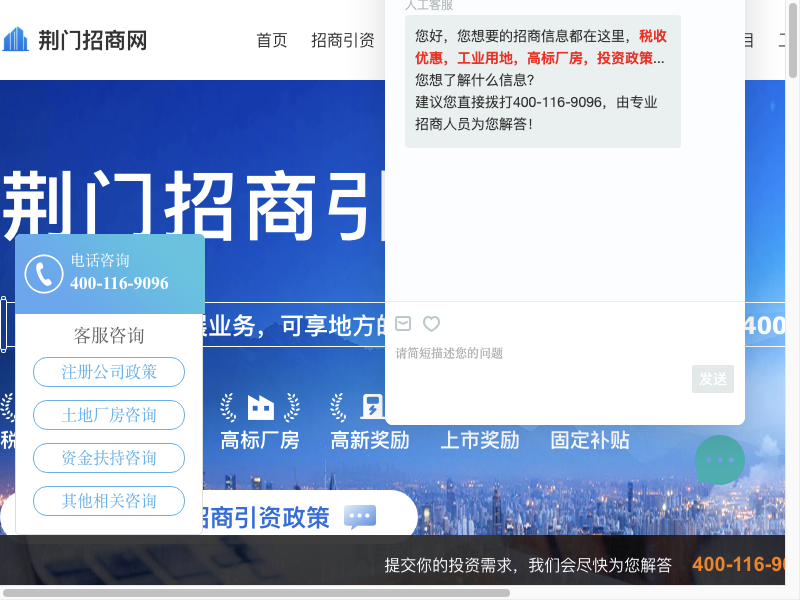 人工客服
荆门招商网
首页
招商引资
您好，您想要的招商信息都在这里，税收
优惠，工业用地，高标厂房，投资政策...
您想了解什么信息？
建议您直接拨打400-116-9096，由专业
招商人员为您解答！
荆门招商引
电话咨询
400-116-9096
客服咨询
注册公司政策
土地厂房咨询
资金扶持咨询
其他相关咨询
业务，可享地方的
400
请简短描述您的问题
发送
税
高标厂房
高新奖励
上市奖励
固定补贴
招商引资政策
提交你的投资需求，我们会尽快为您解答
400-116-90